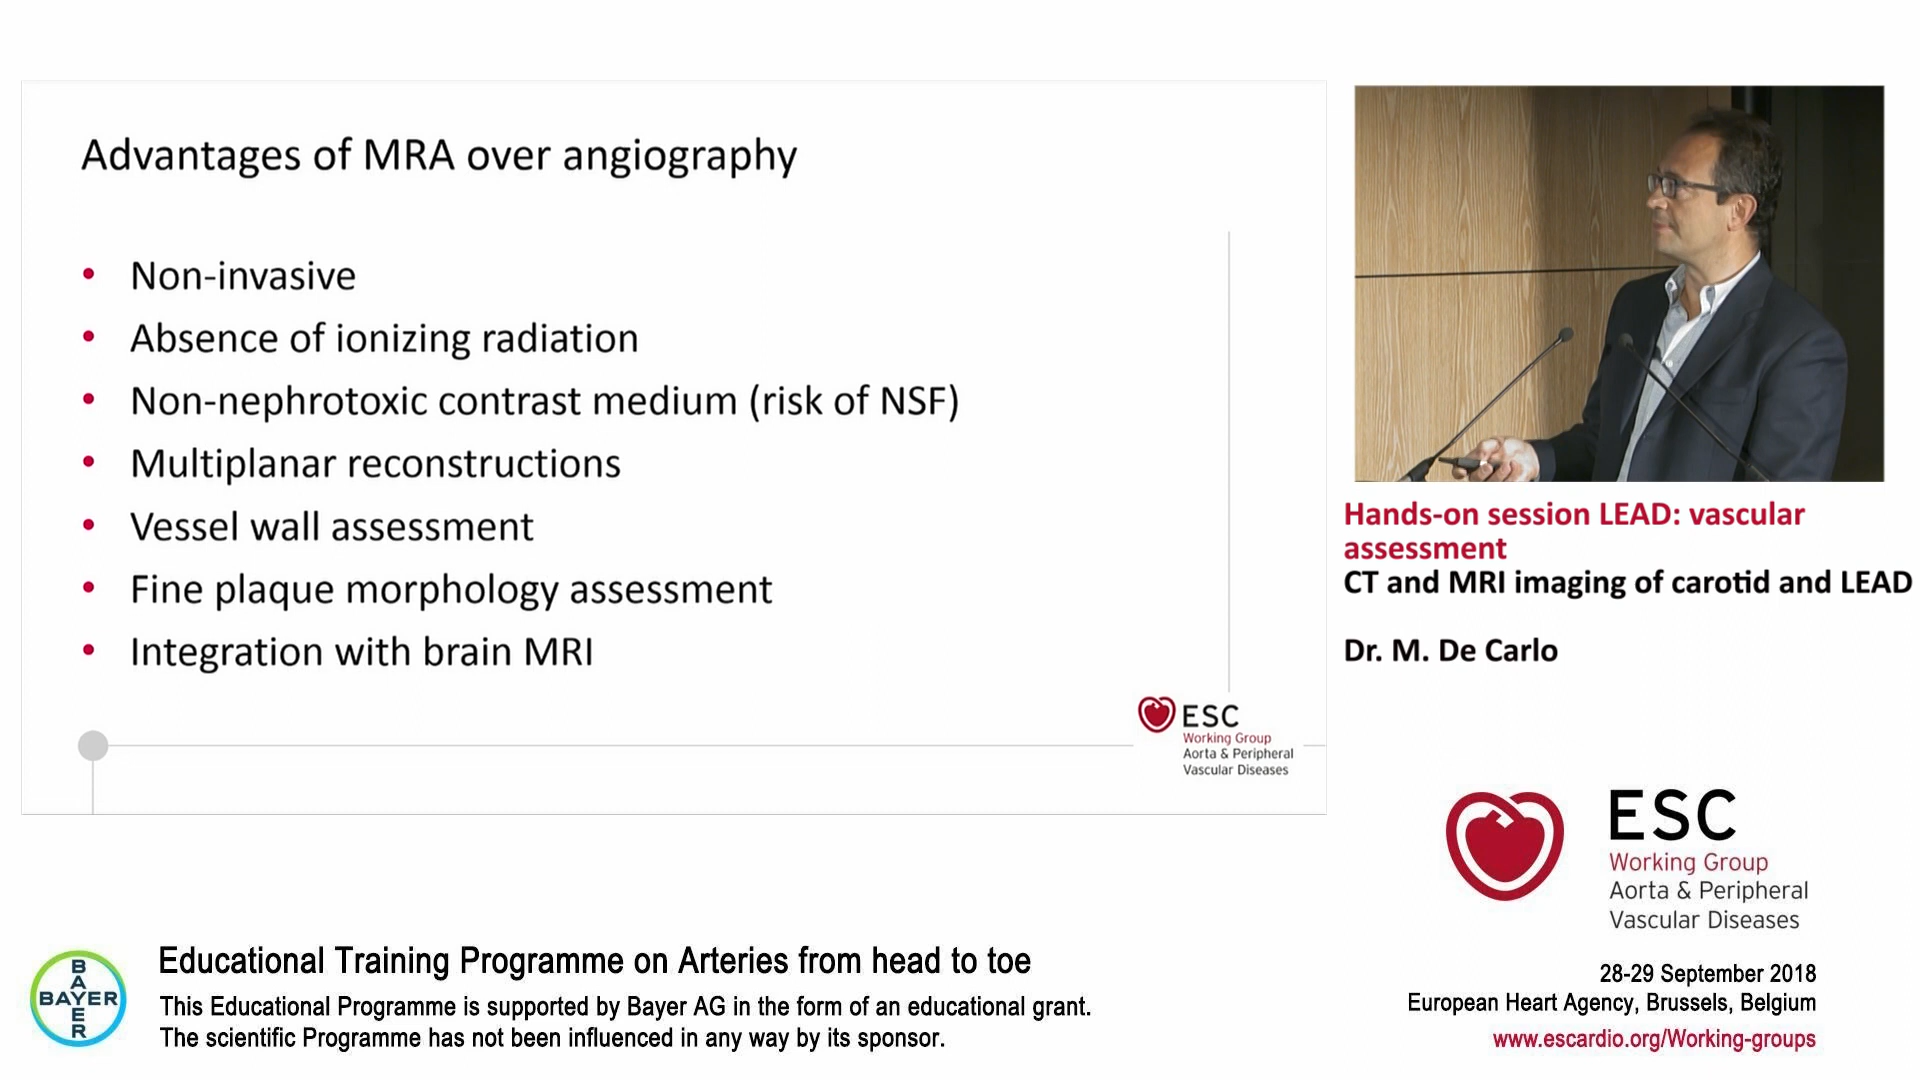 Advantages of MRA over angiography
• Non-invasive
• Absence of ionizing radiation
• Non-nephrotoxic contrast medium (risk of NSF)
• Multiplanar reconstructions
• Vessel wall assessment
• Fine plaque morphology assessment
• Integration with brain MRI
ESC
Working Group
Aorta & Peripheral
Vascular Diseases
Hands-on session LEAD: vascular
assessment
CT and MRI imaging of carotid and LEAD
Dr. M. De Carlo
ESC
Working Group
Aorta & Peripheral
Vascular Diseases
28-29 September 2018
European Heart Agency, Brussels, Belgium
www.escardio.org/Working-groups
BAYER
BAYER
Educational Training Programme on Arteries from head to toe
This Educational Programme is supported by Bayer AG in the form of an educational grant.
The scientific Programme has not been influenced in any way by its sponsor.